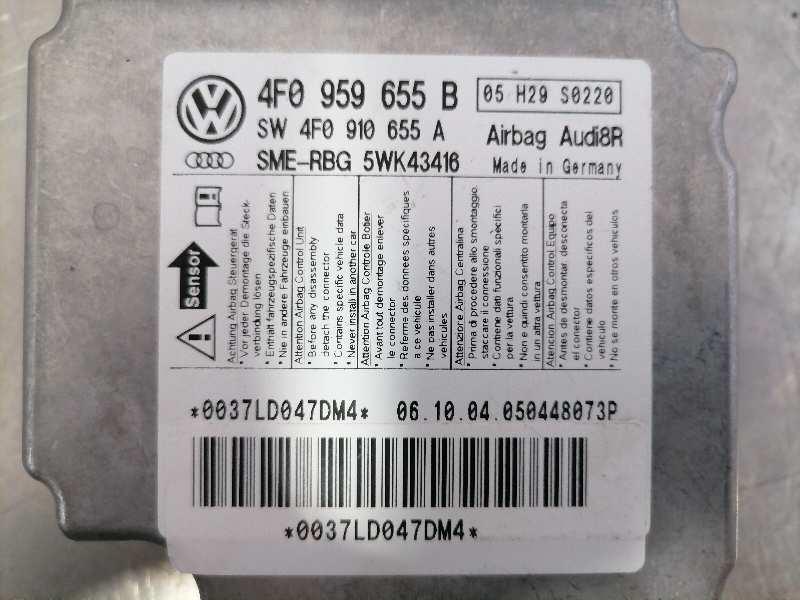 4F0 959 655 B
05 H29 S0220
SW 4F0 910 655 A
Airbag Audi8R
SME-RBG 5WK43416
Made in Germany
Sensor
Achtung Airbag Steuergerät
• Vor jeder Demontage die Steck-
verbindung lösen
• Enthält fahrzeugspezifische Daten
• Nie in andere Fahrzeuge einbauen
Attention Airbag Control Unit
• Before any disassembly
detach the connector
• Contains specific vehicle data
• Never install in another car
Attention Airbag Controle Boitier
• Avant tout demontage enlever
le connector
• Referme des donnees spécifiques
a ce vehicule
• Ne pas installer dans autres
vehicules
Attenzione Airbag Centralina
• Prima di procedere allo smontaggio,
staccare il connessione
• Contiene dati funzionali specifici
per la vettura
• Non e quindi consentito montarla
in un altra vettura
Atencion Airbag Control Equipo
• Antes de desmontar desconecta
el conector
• Contiene datos especificos del
vehiculo
• No se monte en otros vehiculos
*0037LD047DM4* 06.10.04.050448073P
*0037LD047DM4*